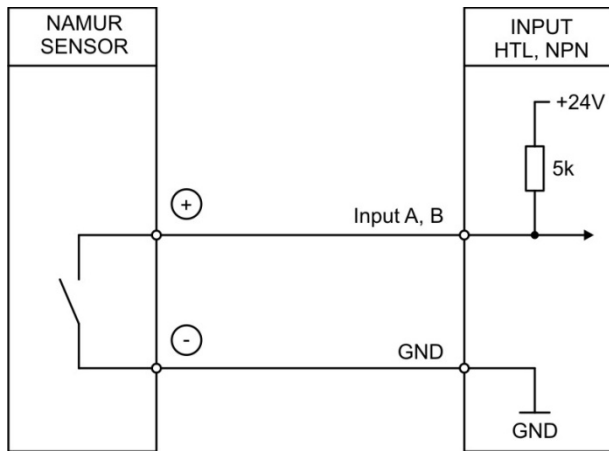 NAMUR
SENSOR
INPUT
HTL, NPN
+24V
5k
+
Input A, B
-
GND
GND